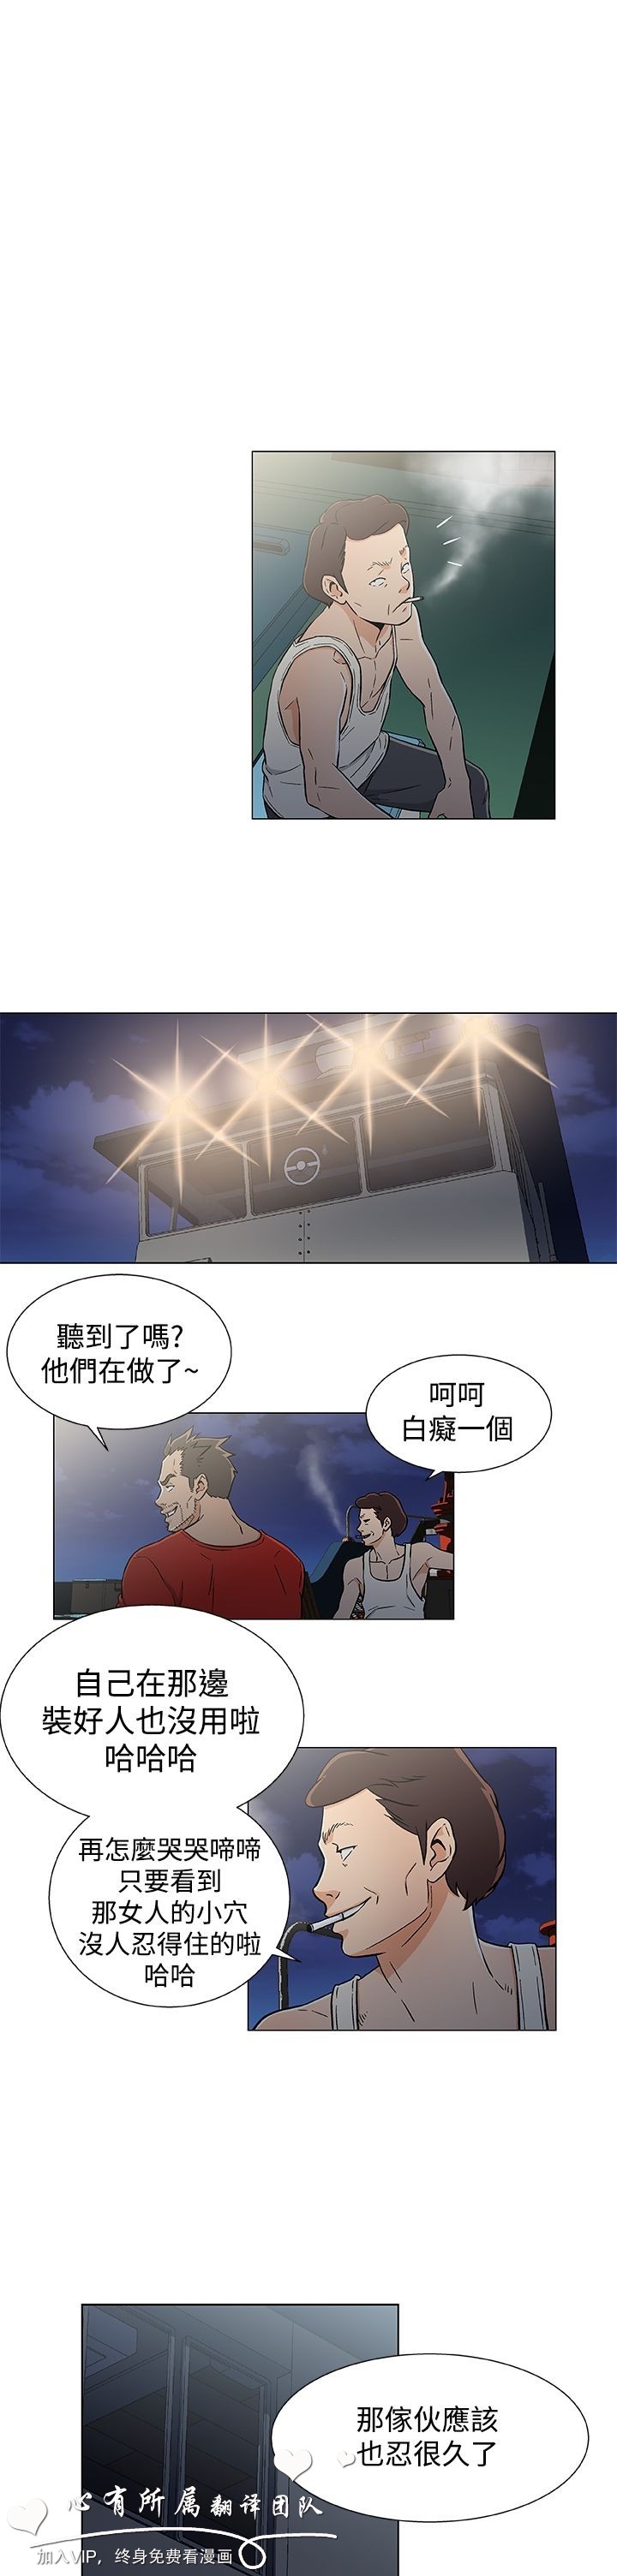 聽到了嗎?
他們在做了~
呵呵
白癡一個
自己在那邊
裝好人也沒用啦
哈哈哈
再怎麼哭哭啼啼
只要看到
那女人的小穴
沒人忍得住的啦
哈哈
那傢伙應該
也忍很久了
心有所属翻译团队
加入VIP，终身免费看漫画